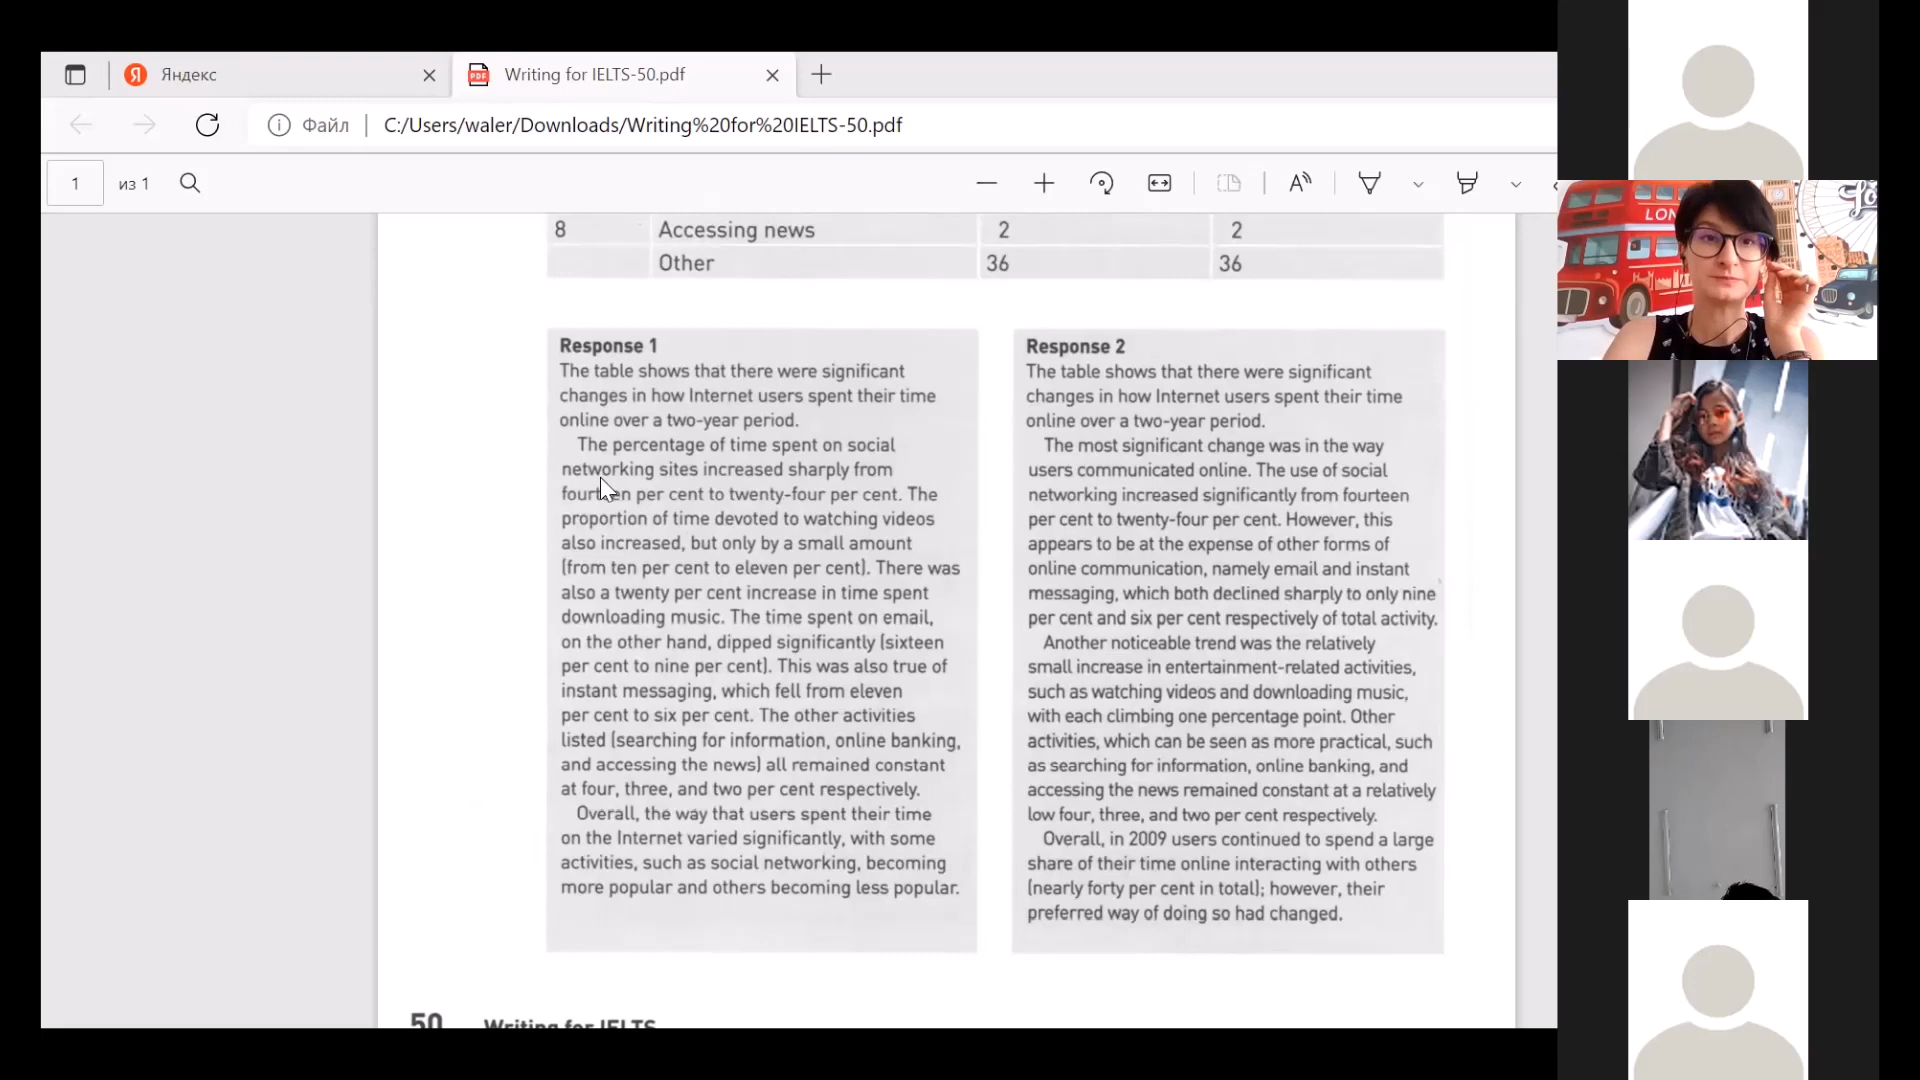 Яндекс
Writing for IELTS-50.pdf
Файл
C:/Users/waler/Downloads/Writing%20for%20IELTS-50.pdf
1
из 1
8 Accessing news 2 2
Other 36 36
Response 1
The table shows that there were significant
changes in how Internet users spent their time
online over a two-year period.
The percentage of time spent on social
networking sites increased sharply from
fourteen per cent to twenty-four per cent. The
proportion of time devoted to watching videos
also increased, but only by a small amount
(from ten per cent to eleven per cent). There was
also a twenty per cent increase in time spent
downloading music. The time spent on email,
on the other hand, dipped significantly (sixteen
per cent to nine per cent). This was also true of
instant messaging, which fell from eleven
per cent to six per cent. The other activities
listed (searching for information, online banking,
and accessing the news) all remained constant
at four, three, and two per cent respectively.
Overall, the way that users spent their time
on the Internet varied significantly, with some
activities, such as social networking, becoming
more popular and others becoming less popular.
Response 2
The table shows that there were significant
changes in how Internet users spent their time
online over a two-year period.
The most significant change was in the way
users communicated online. The use of social
networking increased significantly from fourteen
per cent to twenty-four per cent. However, this
appears to be at the expense of other forms of
online communication, namely email and instant
messaging, which both declined sharply to only nine
per cent and six per cent respectively of total activity.
Another noticeable trend was the relatively
small increase in entertainment-related activities,
such as watching videos and downloading music,
with each climbing one percentage point. Other
activities, which can be seen as more practical, such
as searching for information, online banking, and
accessing the news remained constant at a relatively
low four, three, and two per cent respectively.
Overall, in 2009 users continued to spend a large
share of their time online interacting with others
(nearly forty per cent in total); however, their
preferred way of doing so had changed.
50 Writing for IELTS
LON
Lo